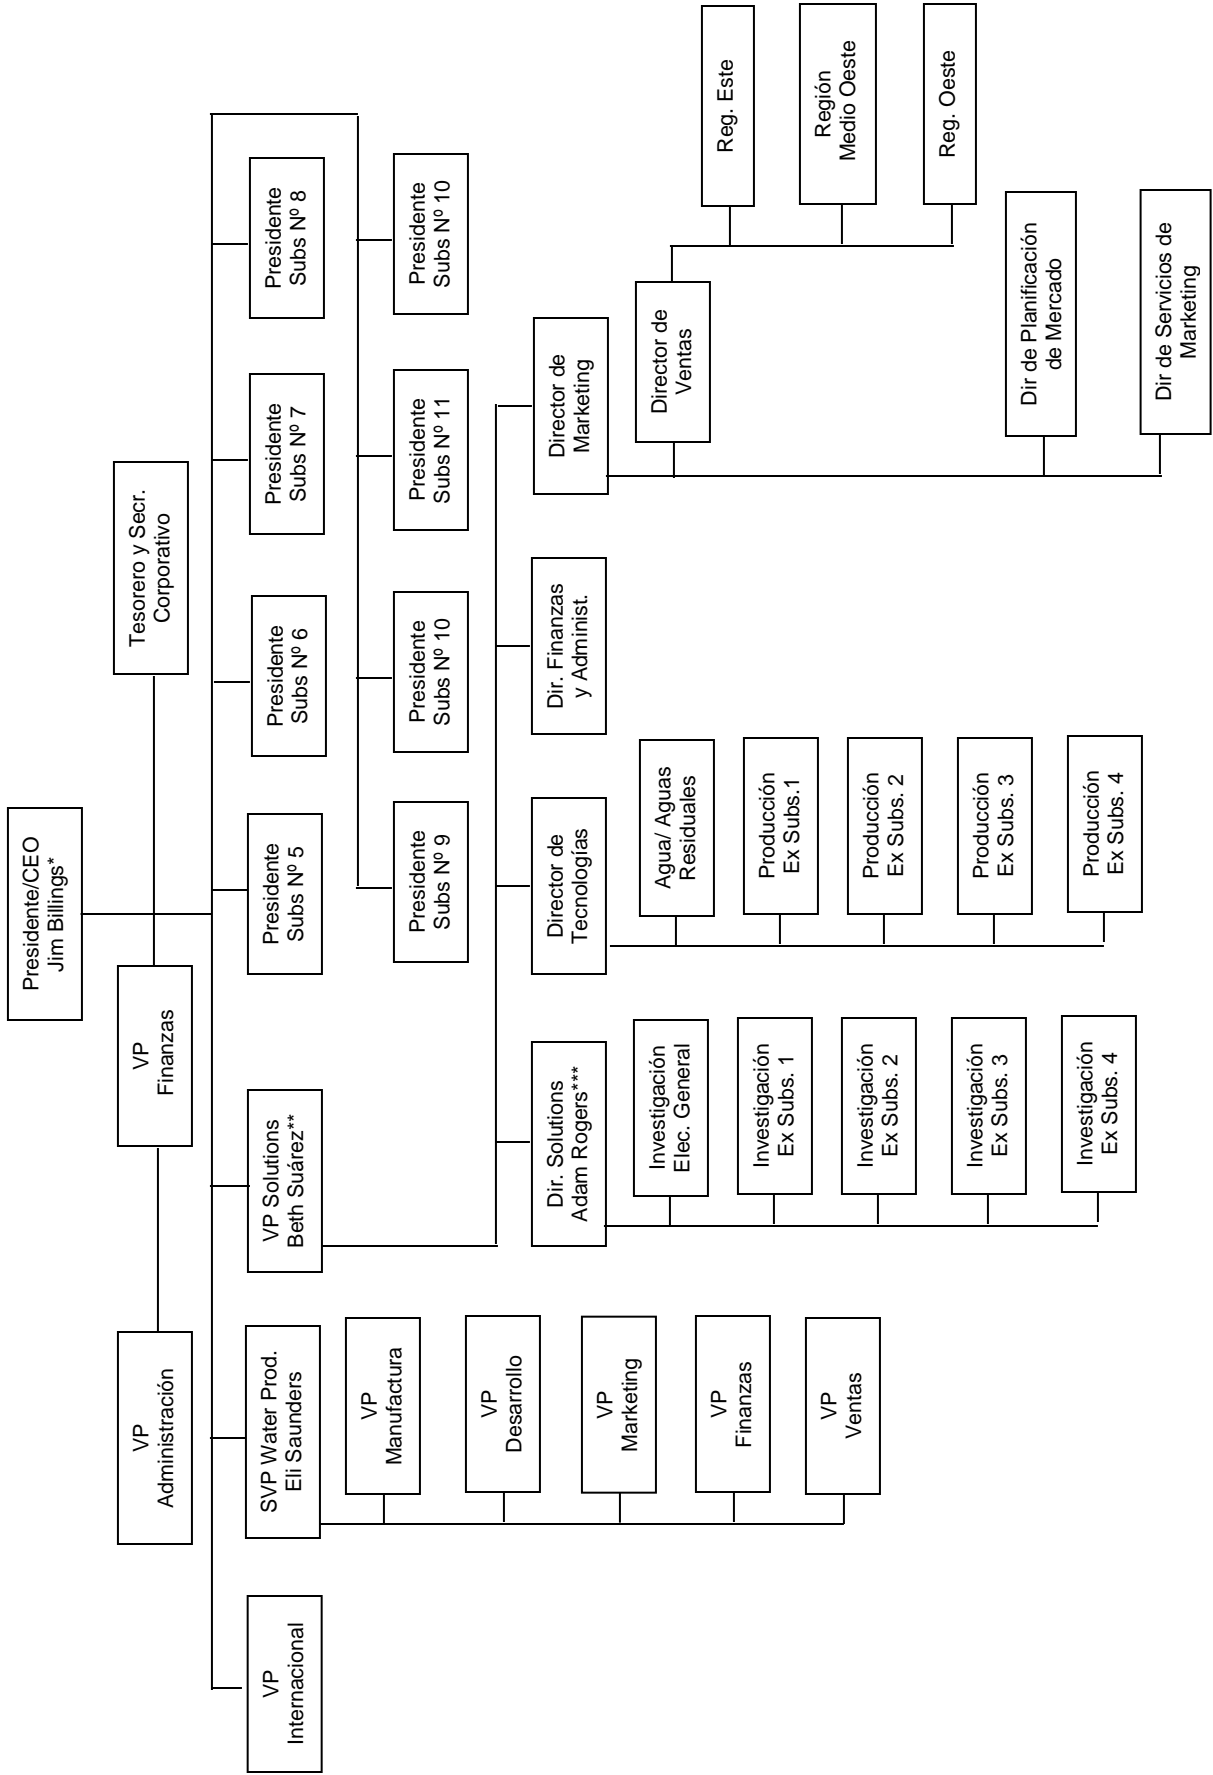 Presidente/CEO
Jim Billings*
VP
Administración
VP
Finanzas
Tesorero y Secr.
Corporativo
VP
Internacional
SVP Water Prod.
Eli Saunders
VP Solutions
Beth Suárez**
Presidente
Subs Nº 5
Presidente
Subs Nº 6
Presidente
Subs Nº 7
Presidente
Subs Nº 8
Presidente
Subs Nº 9
Presidente
Subs Nº 10
Presidente
Subs Nº 11
Presidente
Subs Nº 10
VP
Manufactura
VP
Desarrollo
VP
Marketing
VP
Finanzas
VP
Ventas
Dir. Solutions
Adam Rogers***
Director de
Tecnologías
Dir. Finanzas
y Administ.
Director de
Marketing
Investigación
Elec. General
Investigación
Ex Subs. 1
Investigación
Ex Subs. 2
Investigación
Ex Subs. 3
Investigación
Ex Subs. 4
Agua/ Aguas
Residuales
Producción
Ex Subs.1
Producción
Ex Subs. 2
Producción
Ex Subs. 3
Producción
Ex Subs. 4
Director de
Ventas
Reg. Este
Región
Medio Oeste
Reg. Oeste
Dir de Planificación
de Mercado
Dir de Servicios de
Marketing